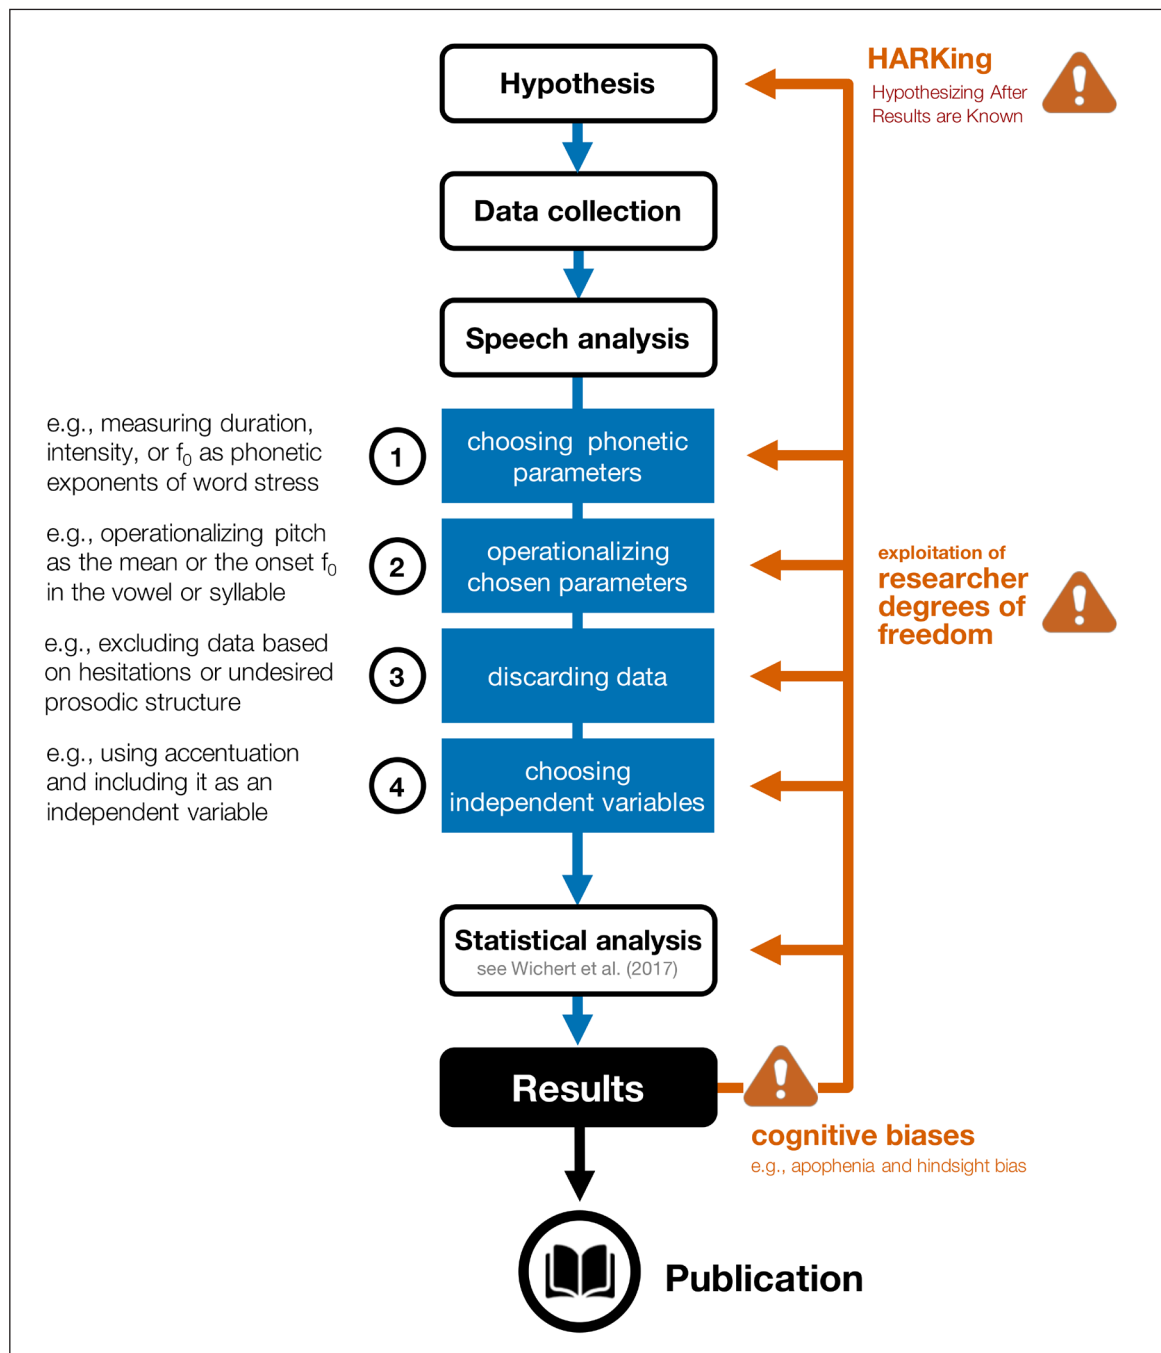 Hypothesis
HARKing
Hypothesizing After
Results are Known
Data collection
Speech analysis
e.g., measuring duration,
intensity, or f₀ as phonetic
exponents of word stress
1
choosing phonetic
parameters
e.g., operationalizing pitch
as the mean or the onset f₀
in the vowel or syllable
2
operationalizing
chosen parameters
exploitation of
researcher
degrees of
freedom
e.g., excluding data based
on hesitations or undesired
prosodic structure
3
discarding data
e.g., using accentuation
and including it as an
independent variable
4
choosing
independent variables
Statistical analysis
see Wichert et al. (2017)
Results
cognitive biases
e.g., apophenia and hindsight bias
Publication